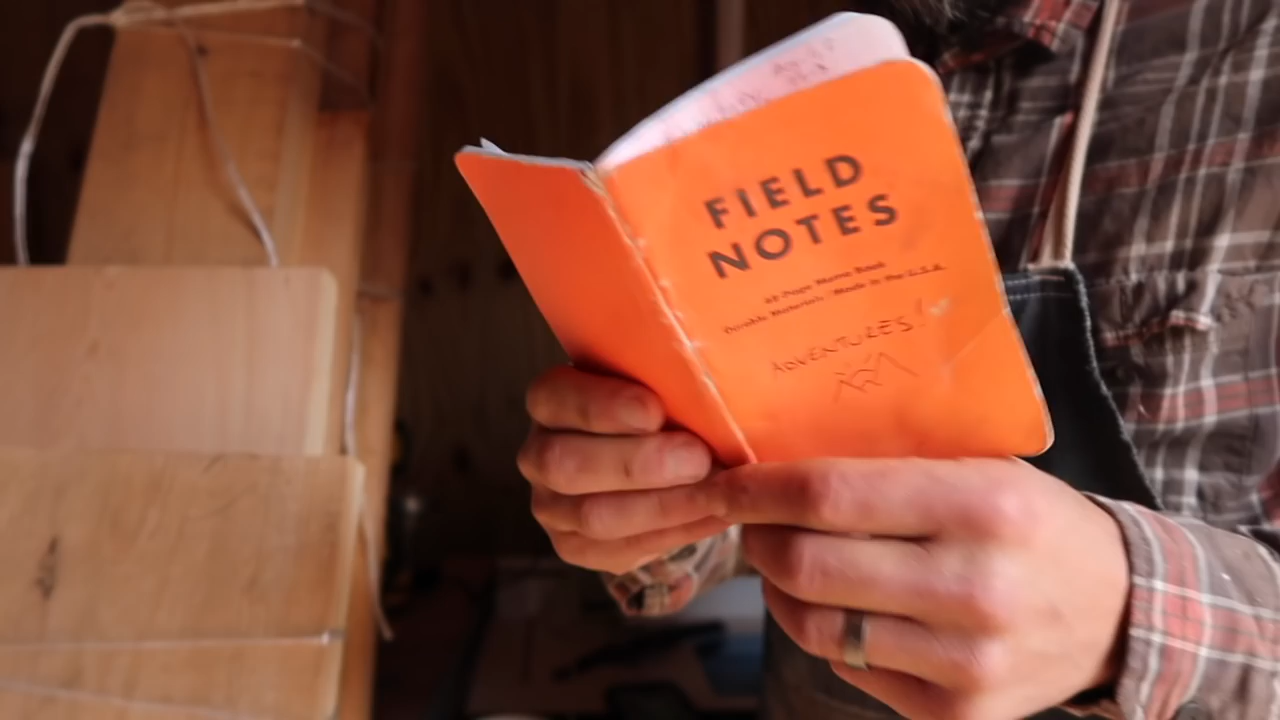 FIELD
NOTES
48-Page Memo Book
Durable Materials / Made in the U.S.A.
ADVENTURES!